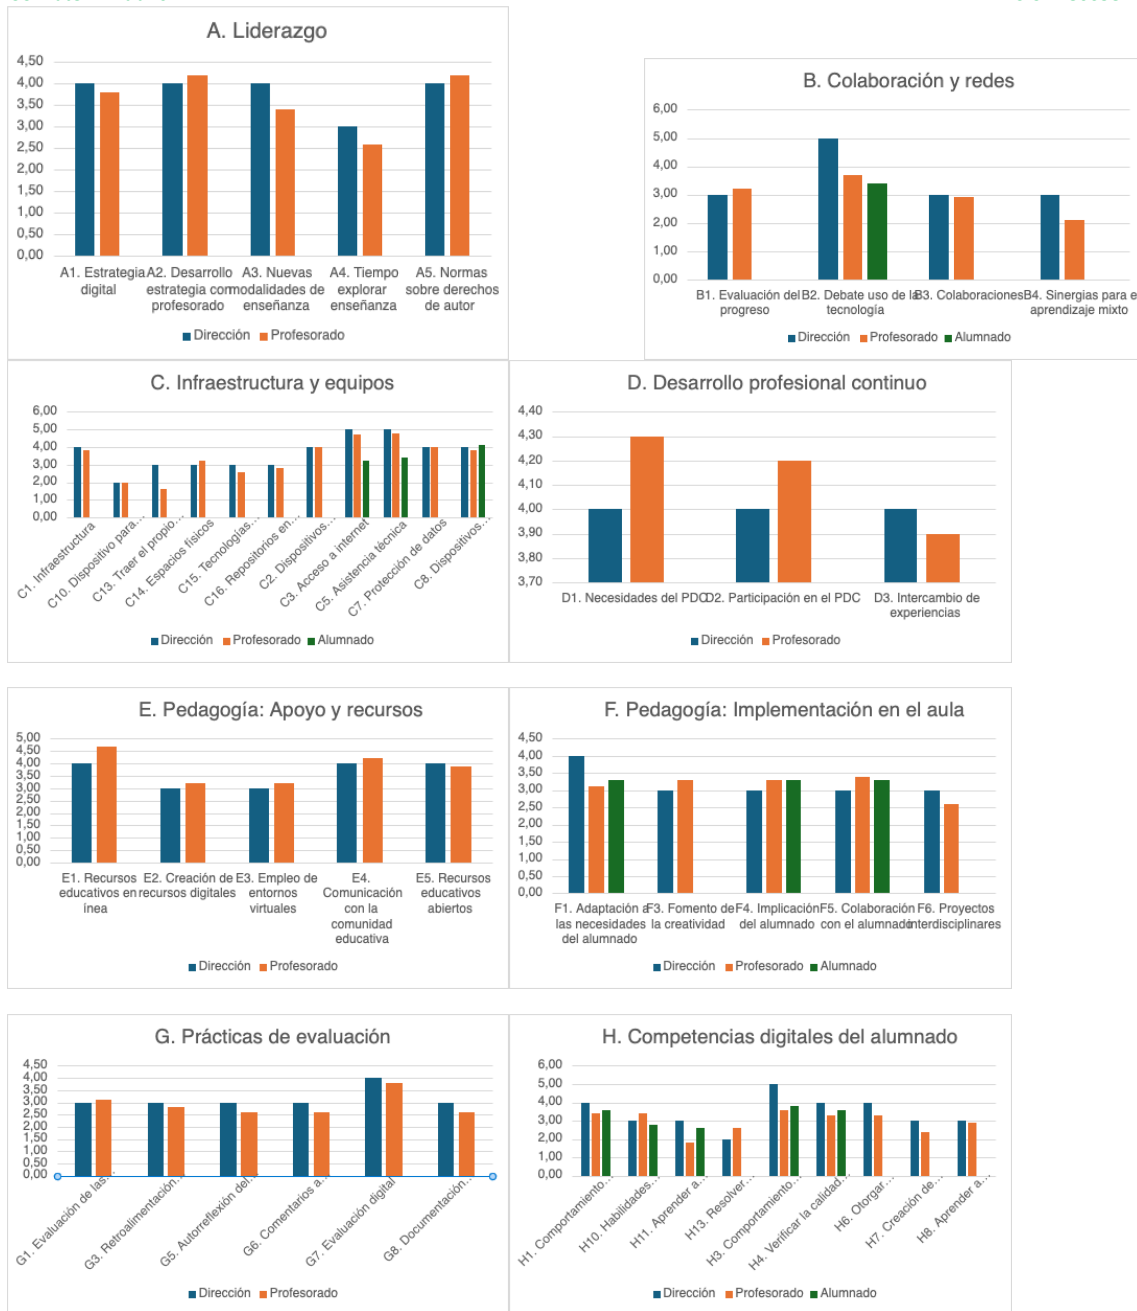 A. Liderazgo
4,50
4,00
3,50
3,00
2,50
2,00
1,50
1,00
0,50
0,00
A1. Estrategia
digital
A2. Desarrollo
estrategia con
profesorado
A3. Nuevas
modalidades de
enseñanza
A4. Tiempo
explorar
enseñanza
A5. Normas
sobre derechos
de autor
Dirección Profesorado
B. Colaboración y redes
6,00
5,00
4,00
3,00
2,00
1,00
0,00
B1. Evaluación del
progreso
B2. Debate uso de la
tecnología
B3. Colaboraciones
B4. Sinergias para e
aprendizaje mixto
Dirección Profesorado Alumnado
C. Infraestructura y equipos
6,00
5,00
4,00
3,00
2,00
1,00
0,00
C1. Infraestructura
C10. Dispositivo para…
C13. Traer el propio…
C14. Espacios físicos
C15. Tecnologías…
C16. Repositorios en…
C2. Dispositivos…
C3. Acceso a internet
C5. Asistencia técnica
C7. Protección de datos
C8. Dispositivos…
Dirección Profesorado Alumnado
D. Desarrollo profesional continuo
4,40
4,30
4,20
4,10
4,00
3,90
3,80
3,70
D1. Necesidades del PDC
D2. Participación en el PDC
D3. Intercambio de
experiencias
Dirección Profesorado
E. Pedagogía: Apoyo y recursos
5,00
4,50
4,00
3,50
3,00
2,50
2,00
1,50
1,00
0,50
0,00
E1. Recursos
educativos en
ínea
E2. Creación de
recursos digitales
E3. Empleo de
entornos
virtuales
E4.
Comunicación
con la
comunidad
educativa
E5. Recursos
educativos
abiertos
Dirección Profesorado
F. Pedagogía: Implementación en el aula
4,50
4,00
3,50
3,00
2,50
2,00
1,50
1,00
0,50
0,00
F1. Adaptación a
las necesidades
del alumnado
F3. Fomento de
la creatividad
F4. Implicación
del alumnado
F5. Colaboración
con el alumnado
F6. Proyectos
interdisciplinares
Dirección Profesorado Alumnado
G. Prácticas de evaluación
4,50
4,00
3,50
3,00
2,50
2,00
1,50
1,00
0,50
0,00
G1. Evaluación de las…
G3. Retroalimentación…
G5. Autorreflexión del…
G6. Comentarios a…
G7. Evaluación digital
G8. Documentación…
Dirección Profesorado
H. Competencias digitales del alumnado
6,00
5,00
4,00
3,00
2,00
1,00
0,00
H1. Comportamiento…
H10. Habilidades…
H11. Aprender a…
H13. Resolver…
H3. Comportamiento…
H4. Verificar la calidad…
H6. Otorgar…
H7. Creación de…
H8. Aprender a…
Dirección Profesorado Alumnado